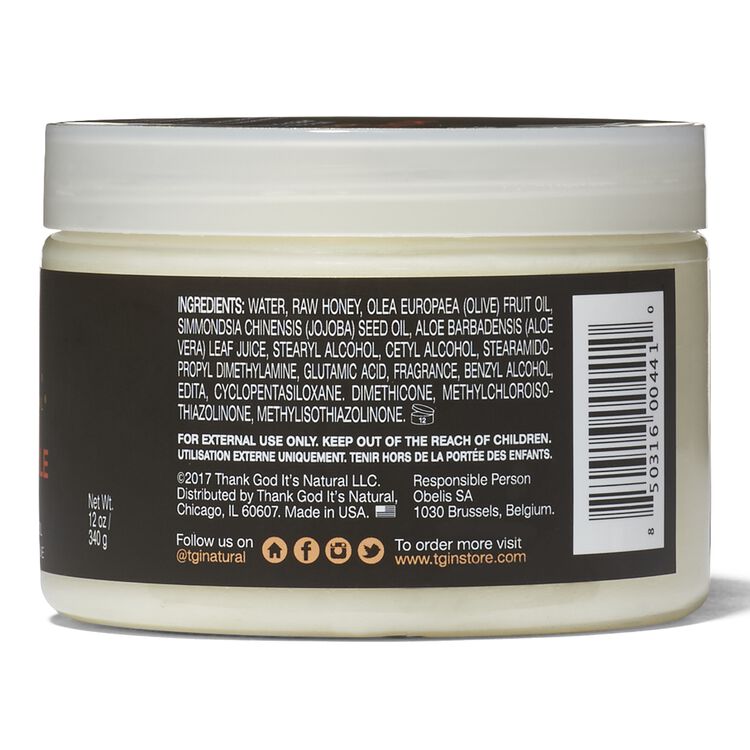 INGREDIENTS: WATER, RAW HONEY, OLEA EUROPAEA (OLIVE) FRUIT OIL,
SIMMONDSIA CHINENSIS (JOJOBA) SEED OIL, ALOE BARBADENSIS (ALOE
VERA) LEAF JUICE, STEARYL ALCOHOL, CETYL ALCOHOL, STEARAMIDO-
PROPYL DIMETHYLAMINE, GLUTAMIC ACID, FRAGRANCE, BENZYL ALCOHOL,
EDITA, CYCLOPENTASILOXANE. DIMETHICONE, METHYLCHLOROISO-
THIAZOLINONE, METHYLISOTHIAZOLINONE.
12
FOR EXTERNAL USE ONLY. KEEP OUT OF THE REACH OF CHILDREN.
UTILISATION EXTERNE UNIQUEMENT. TENIR HORS DE LA PORTÉE DES ENFANTS.
©2017 Thank God It's Natural LLC.
Distributed by Thank God It's Natural,
Chicago, IL 60607. Made in USA.
Responsible Person
Obelis SA
1030 Brussels, Belgium.
Follow us on
@tginatural
To order more visit
www.tginstore.com
Net Wt.
12 oz /
340 g
8 50316 00441 0